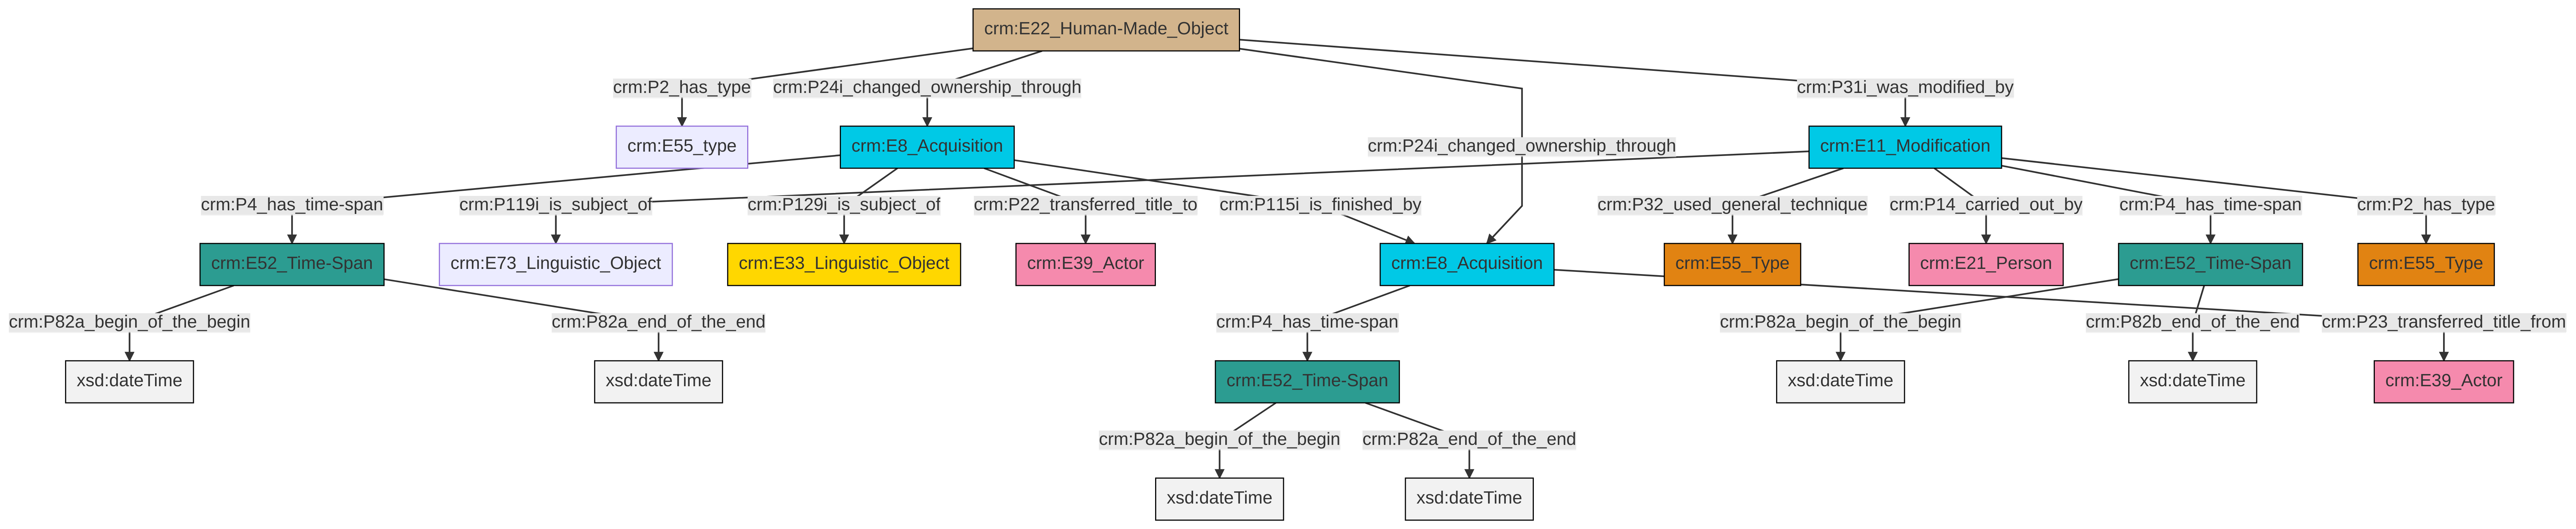 crm:E22_Human-Made_Object
crm:P2_has_type
crm:P24i_changed_ownership_through
crm:P31i_was_modified_by
crm:E55_type
crm:E8_Acquisition
crm:P24i_changed_ownership_through
crm:E11_Modification
crm:P4_has_time-span
crm:P119i_is_subject_of
crm:P129i_is_subject_of
crm:P22_transferred_title_to
crm:P115i_is_finished_by
crm:P32_used_general_technique
crm:P14_carried_out_by
crm:P4_has_time-span
crm:P2_has_type
crm:E52_Time-Span
crm:E73_Linguistic_Object
crm:E33_Linguistic_Object
crm:E39_Actor
crm:E8_Acquisition
crm:E55_Type
crm:E21_Person
crm:E52_Time-Span
crm:E55_Type
crm:P82a_begin_of_the_begin
crm:P82a_end_of_the_end
crm:P4_has_time-span
crm:P82a_begin_of_the_begin
crm:P82b_end_of_the_end
crm:P23_transferred_title_from
xsd:dateTime
xsd:dateTime
crm:E52_Time-Span
xsd:dateTime
xsd:dateTime
crm:E39_Actor
crm:P82a_begin_of_the_begin
crm:P82a_end_of_the_end
xsd:dateTime
xsd:dateTime